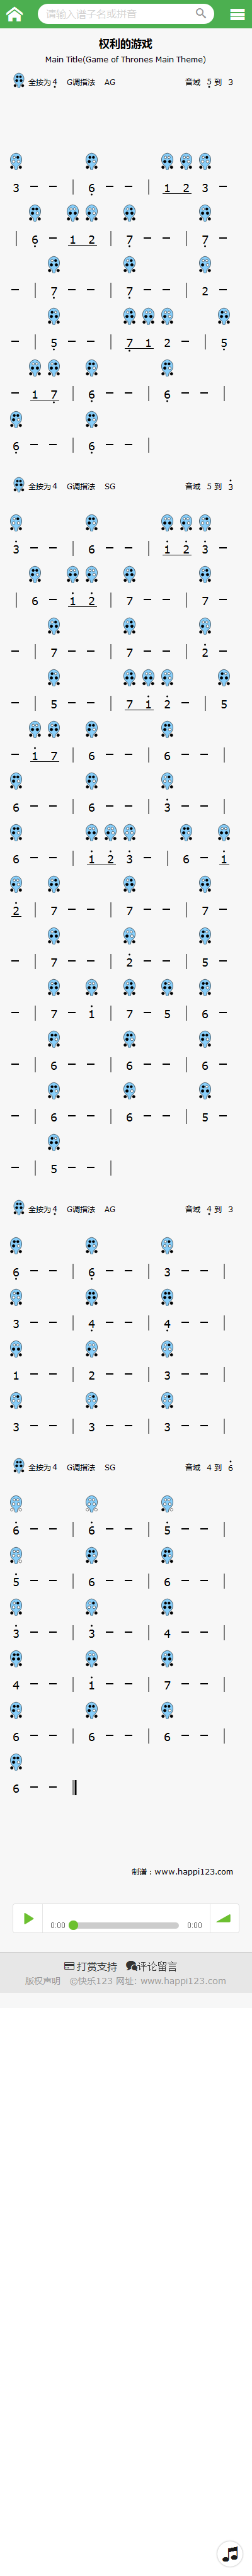 请输入谱子名或拼音
权利的游戏
Main Title(Game of Thrones Main Theme)
全按为4̣ G调指法 AG 音域 5̣ 到 3
3 – – | 6̣ – – | 1 2 3 –
| 6̣ – 1 2 | 7̣ – – | 7̣ –
– | 7̣ – – | 7̣ – – | 2 –
– | 5̣ – – | 7̣ 1 2 – | 5̣
– 1 7̣ | 6̣ – – | 6̣ – – |
6̣ – – | 6̣ – – |
全按为4 G调指法 SG 音域 5 到 3̇
3̇ – – | 6 – – | 1̇ 2̇ 3̇ –
| 6 – 1̇ 2̇ | 7 – – | 7 –
– | 7 – – | 7 – – | 2̇ –
– | 5 – – | 7 1̇ 2̇ – | 5
– 1̇ 7 | 6 – – | 6 – – |
6 – – | 6 – – | 3̇ – – |
6 – – | 1̇ 2̇ 3̇ – | 6 – 1̇
2̇ | 7 – – | 7 – – | 7 –
– | 7 – – | 2̇ – – | 5 –
– | 7 – 1̇ | 7 – 5 | 6 –
– | 6 – – | 6 – – | 6 –
– | 6 – – | 6 – – | 5 –
– | 5 – – |
全按为4̣ G调指法 AG 音域 4̣ 到 3
6̣ – – | 6̣ – – | 3 – – |
3 – – | 4̣ – – | 4̣ – – |
1 – – | 2 – – | 3 – – |
3 – – | 3 – – | 3 – – |
全按为4 G调指法 SG 音域 4 到 6̇
6̇ – – | 6̇ – – | 5̇ – – |
5̇ – – | 6 – – | 6 – – |
3̇ – – | 3̇ – – | 4 – – |
4 – – | 1̇ – – | 7 – – |
6 – – | 6 – – | 6 – – |
6 – – ‖
制谱：www.happi123.com
0:00 0:00
打赏支持 评论留言
版权声明 ©快乐123 网址: www.happi123.com